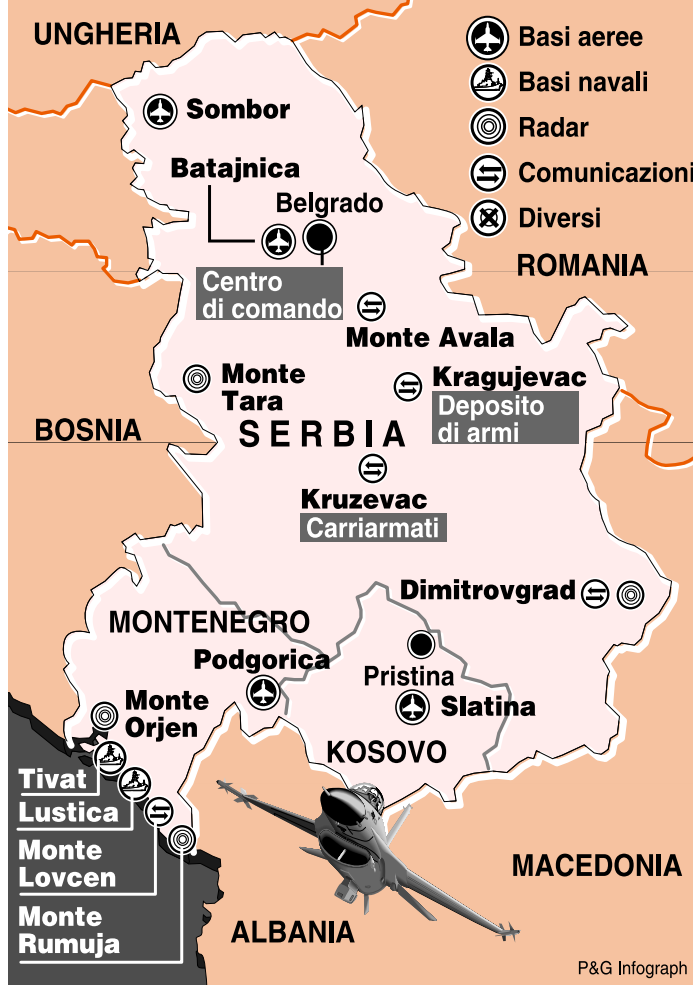 UNGHERIA
Basi aeree
Basi navali
Radar
Comunicazioni
Diversi
Sombor
Batajnica
Belgrado
Centro
di comando
ROMANIA
Monte Avala
Monte
Tara
Kragujevac
Deposito
di armi
BOSNIA
SERBIA
Kruzevac
Carriarmati
Dimitrovgrad
MONTENEGRO
Podgorica
Pristina
Slatina
Monte
Orjen
KOSOVO
Tivat
Lustica
Monte
Lovcen
Monte
Rumuja
MACEDONIA
ALBANIA
P&G Infograph